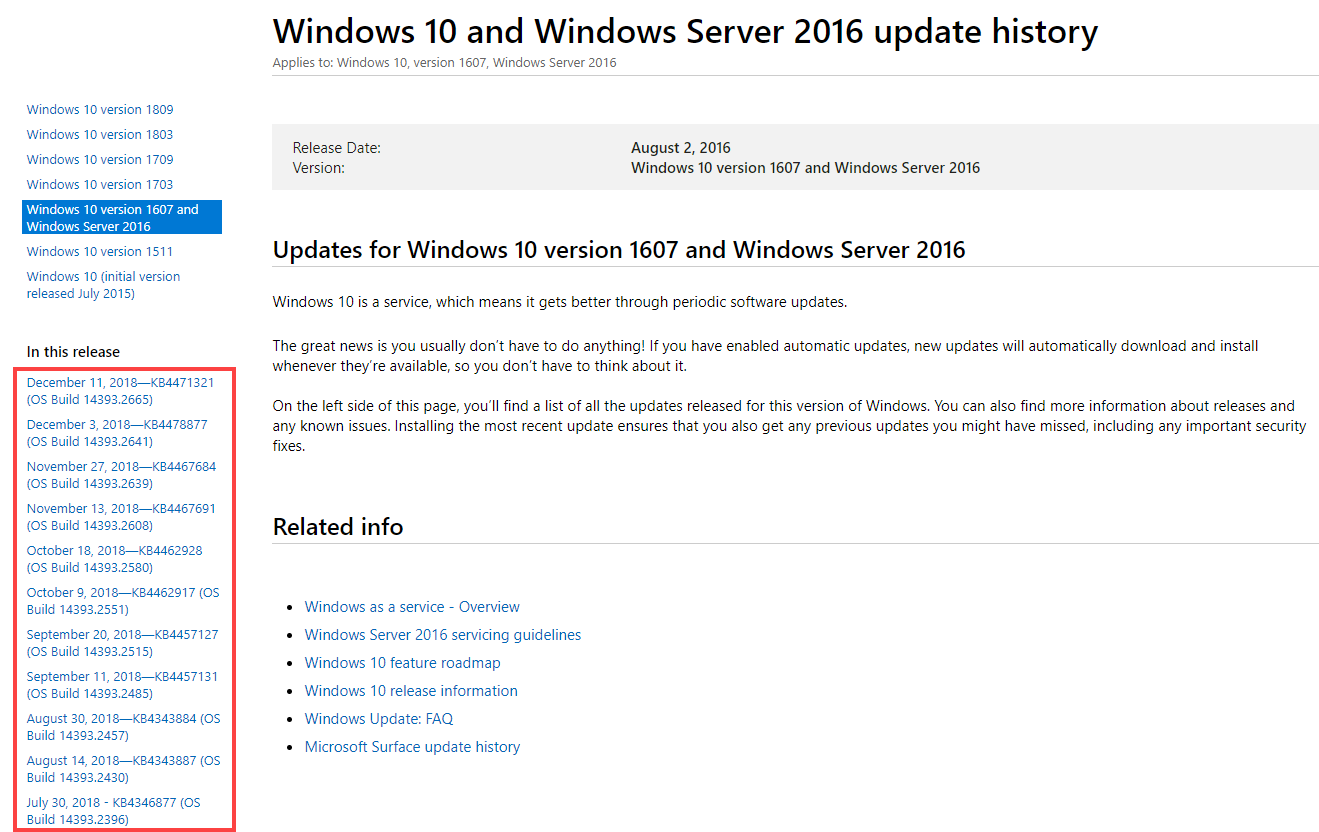 Windows 10 and Windows Server 2016 update history
Applies to: Windows 10, version 1607, Windows Server 2016
Windows 10 version 1809
Windows 10 version 1803
Windows 10 version 1709
Windows 10 version 1703
Windows 10 version 1607 and
Windows Server 2016
Windows 10 version 1511
Windows 10 (initial version
released July 2015)
In this release
December 11, 2018—KB4471321
(OS Build 14393.2665)
December 3, 2018—KB4478877
(OS Build 14393.2641)
November 27, 2018—KB4467684
(OS Build 14393.2639)
November 13, 2018—KB4467691
(OS Build 14393.2608)
October 18, 2018—KB4462928
(OS Build 14393.2580)
October 9, 2018—KB4462917 (OS
Build 14393.2551)
September 20, 2018—KB4457127
(OS Build 14393.2515)
September 11, 2018—KB4457131
(OS Build 14393.2485)
August 30, 2018—KB4343884 (OS
Build 14393.2457)
August 14, 2018—KB4343887 (OS
Build 14393.2430)
July 30, 2018 - KB4346877 (OS
Build 14393.2396)
Release Date: August 2, 2016
Version: Windows 10 version 1607 and Windows Server 2016
Updates for Windows 10 version 1607 and Windows Server 2016
Windows 10 is a service, which means it gets better through periodic software updates.
The great news is you usually don’t have to do anything! If you have enabled automatic updates, new updates will automatically download and install
whenever they’re available, so you don’t have to think about it.
On the left side of this page, you’ll find a list of all the updates released for this version of Windows. You can also find more information about releases and
any known issues. Installing the most recent update ensures that you also get any previous updates you might have missed, including any important security
fixes.
Related info
Windows as a service - Overview
Windows Server 2016 servicing guidelines
Windows 10 feature roadmap
Windows 10 release information
Windows Update: FAQ
Microsoft Surface update history